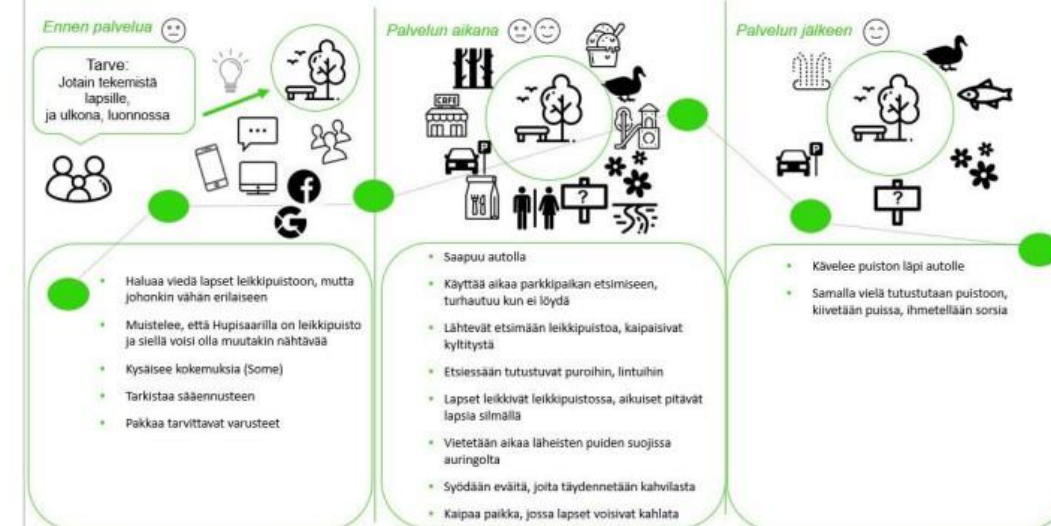 Ennen palvelua
Tarve:
Jotain tekemistä
lapsille,
ja ulkona, luonnossa
Haluaa viedä lapset leikkipuistoon, mutta
johonkin vähän erilaiseen
Muistelee, että Hupisaarilla on leikkipuisto
ja siellä voisi olla muutakin nähtävää
Kysäisee kokemuksia (Some)
Tarkistaa sääennusteen
Pakkaa tarvittavat varusteet
Palvelun aikana
CAFE
P
?
Saapuu autolla
Käyttää aikaa parkkipaikan etsimiseen,
turhautuu kun ei löydä
Lähtevät etsimään leikkipuistoa, kaipaisivat
kyltitystä
Etsiessään tutustuvat puroihin, lintuihin
Lapset leikkivät leikkipuistossa, aikuiset pitävät
lapsia silmällä
Vietetään aikaa läheisten puiden suojissa
auringolta
Syödään eväitä, joita täydennetään kahvilasta
Kaipaa paikka, jossa lapset voisivat kahlata
Palvelun jälkeen
P
?
Kävelee puiston läpi autolle
Samalla vielä tutustutaan puistoon,
kiivetään puissa, ihmetellään sorsia